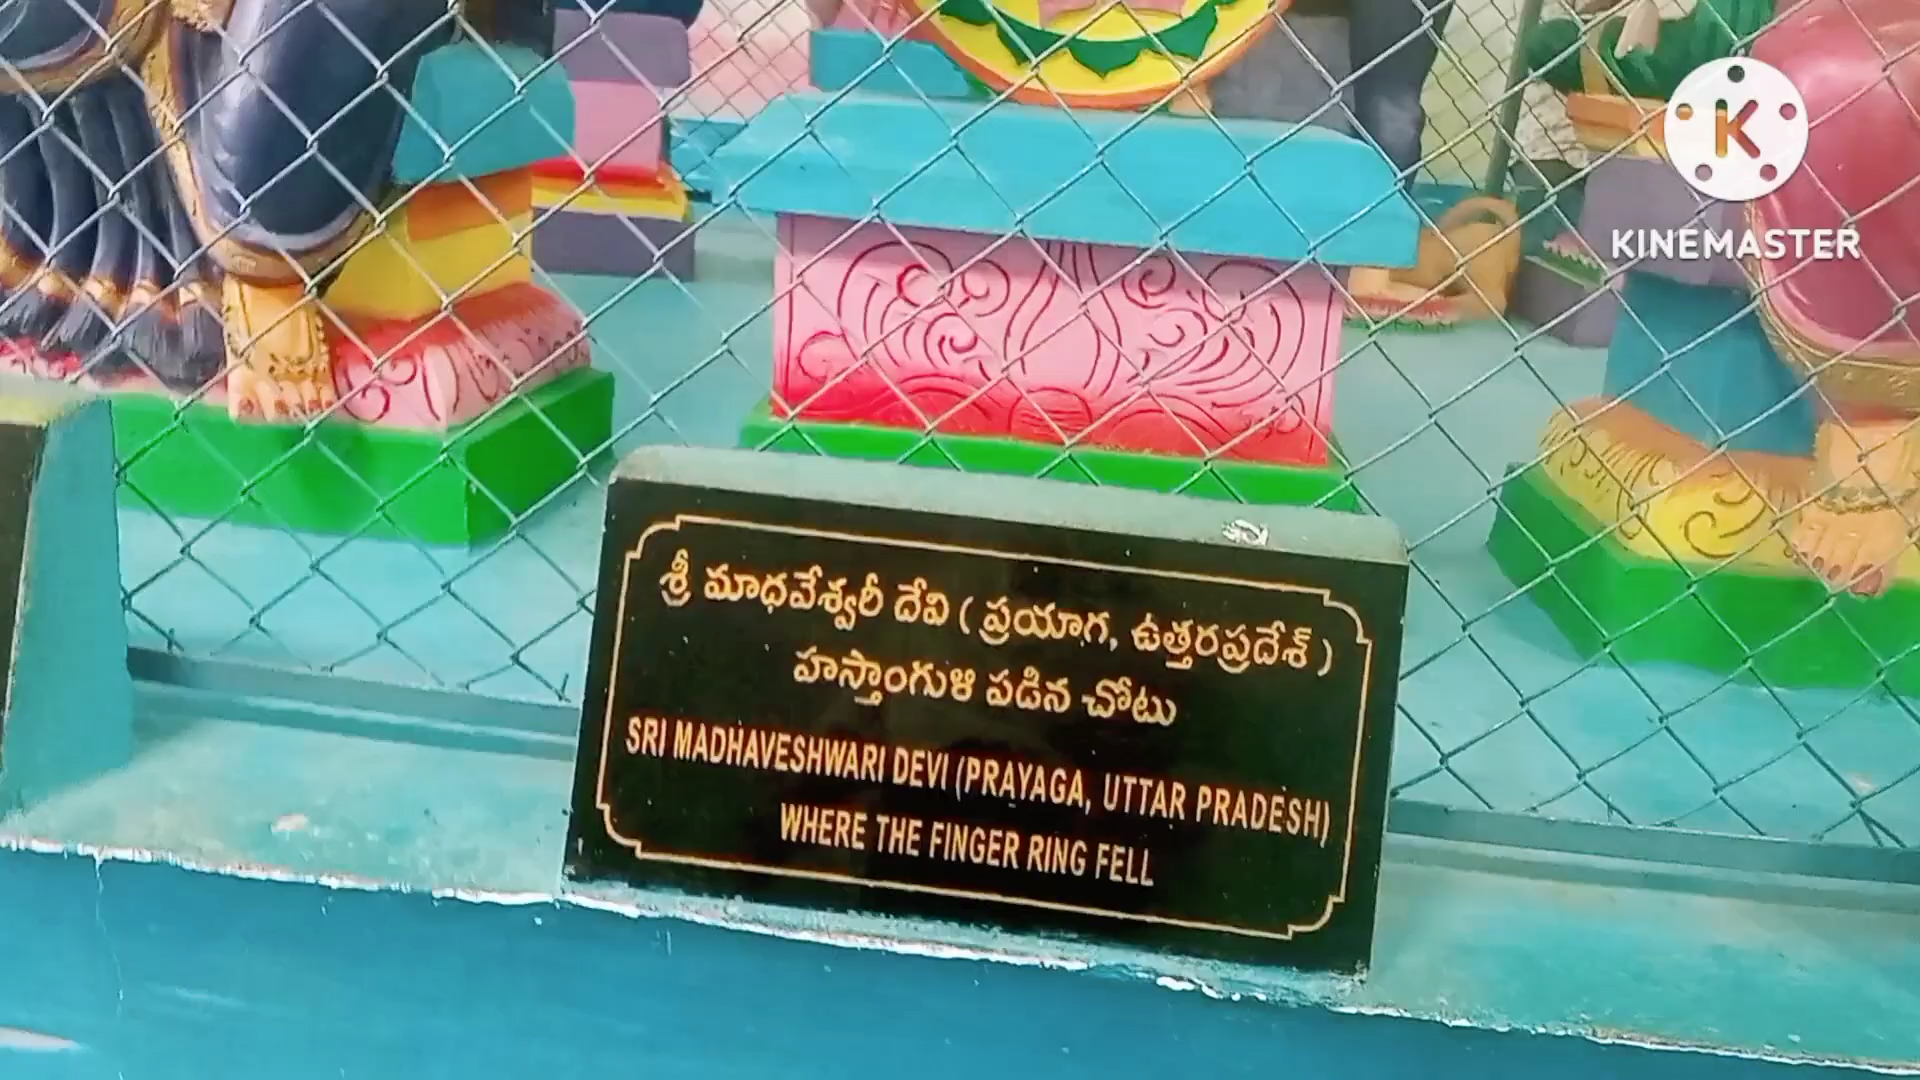 KINEMASTER
శ్రీ మాధవేశ్వరీ దేవి ( ప్రయాగ, ఉత్తరప్రదేశ్ )
హస్తాంగుళి పడిన చోటు
SRI MADHAVESHWARI DEVI (PRAYAGA, UTTAR PRADESH)
WHERE THE FINGER RING FELL